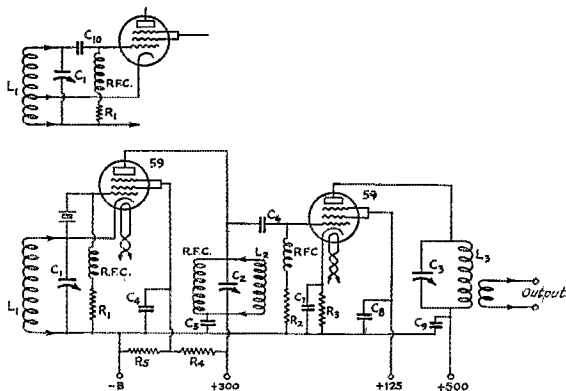 C10
L1
C1
R.F.C.
R1
59
59
C6
L1
C1
R.F.C.
R1
C4
R.F.C.
C2
L2
C5
RFC
R2
C7
R3
C8
C3
L3
C9
Output
R5
R4
-B
+300
+125
+500